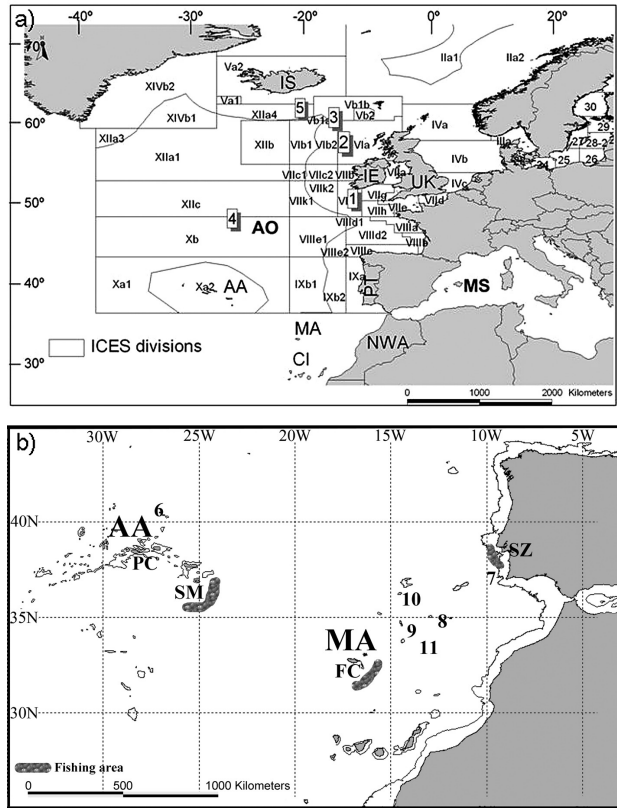 a)
-40° -30° -20° 0° 20°
70°
60°
50°
40°
30°
XIVb2
Va2
IS
IIa1
IIa2
Va1
XIVb1
XIIa4
5
Vb1a
Vb1b
Vb2
3
IVa
30
29
XIIa3
XIIa1
XIIb
VIb1
VIb2
2
VIa
IIIa
27
28-2
IVb
24
25
26
VIIc1
VIIc2
VIIb
IE
VIIa
UK
IVc
XIIc
VIIk2
VIIk1
1
VIIg
VIIe
VIId
VIIh
4
AO
VIIId1
VIIId2
VIIIa
VIIIb
Xb
VIIIe1
VIIIe2
VIIIc
Xa1
Xa2
AA
IXb1
IXb2
IXa
PT
MS
MA
CI
NWA
ICES divisions
0 1000 2000 Kilometers
b)
30W 25W 20W 15W 10W 5W
40N
35N
30N
AA
6
PC
SM
SZ
7
10
8
9
11
MA
FC
Fishing area
0 500 1000 Kilometers